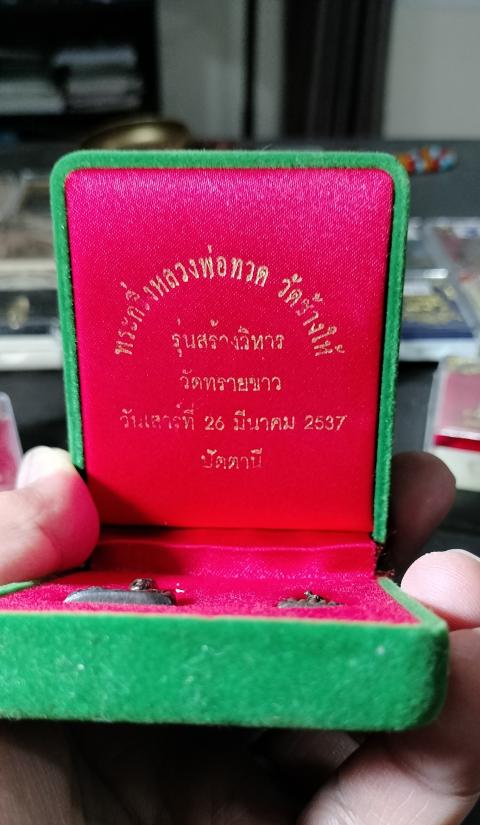 พระกริ่งหลวงพ่อทวด วัดช้างให้
รุ่นสร้างวิหาร
วัดทรายขาว
วันเสาร์ที่ 26 มีนาคม 2537
ปัตตานี